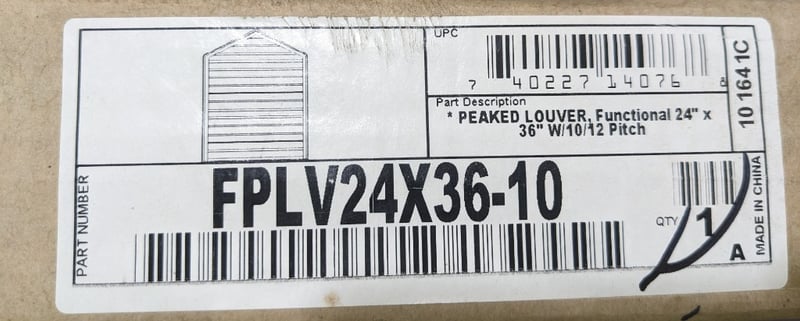 UPC
7 40227 14076 8
Part Description
* PEAKED LOUVER, Functional 24" x
36" W/10/12 Pitch
10 1641C
PART NUMBER
FPLV24X36-10
QTY 1
A
MADE IN CHINA